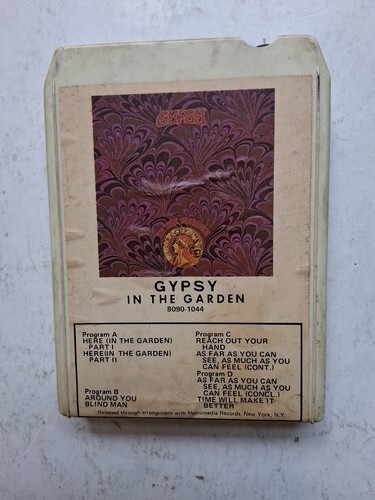 GYPSY
GYPSY
IN THE GARDEN
8090-1044
Program A
HERE (IN THE GARDEN)
PART I
HERE(IN THE GARDEN)
PART II
Program B
AROUND YOU
BLIND MAN
Program C
REACH OUT YOUR
HAND
AS FAR AS YOU CAN
SEE, AS MUCH AS YOU
CAN FEEL (CONT.)
Program D
AS FAR AS YOU CAN
SEE, AS MUCH AS YOU
CAN FEEL (CONCL.)
TIME WILL MAKE IT
BETTER
Released through arrangement with Metromedia Records, New York, N.Y.